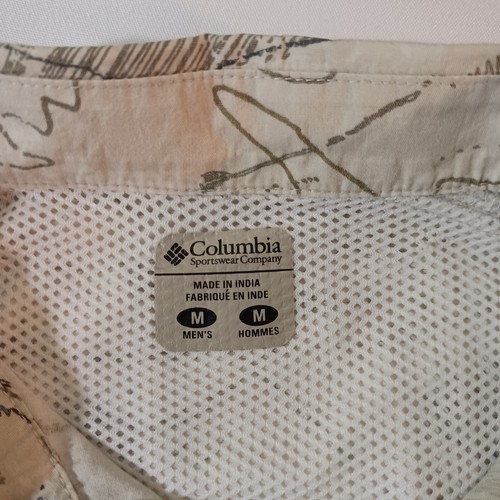 Columbia
Sportswear Company
MADE IN INDIA
FABRIQUÉ EN INDE
M M
MEN'S HOMMES